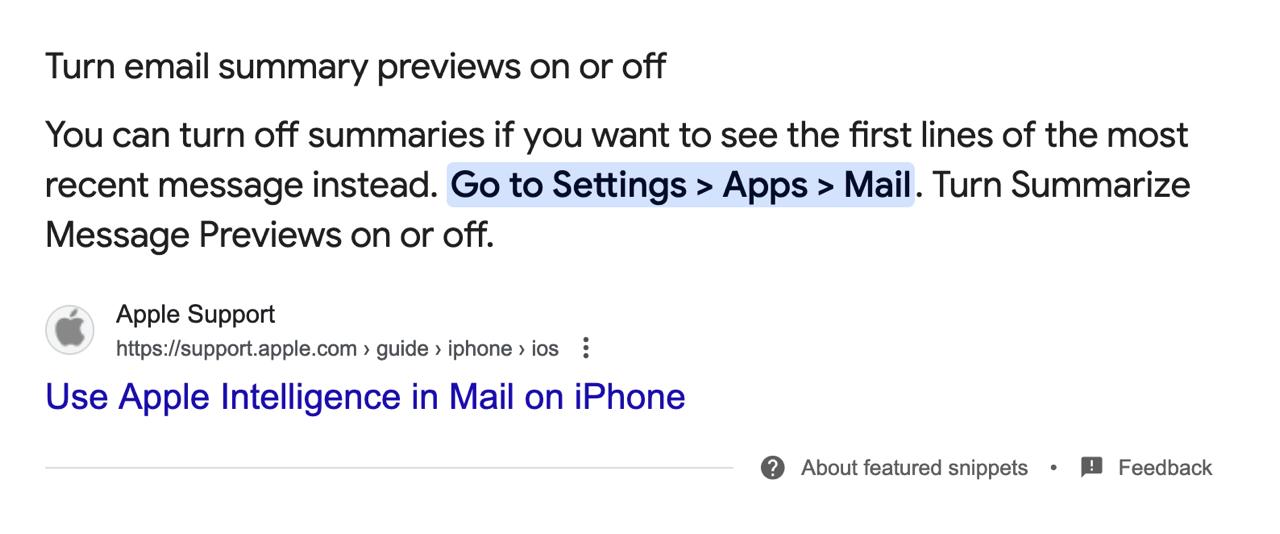 Turn email summary previews on or off
You can turn off summaries if you want to see the first lines of the most
recent message instead. Go to Settings > Apps > Mail. Turn Summarize
Message Previews on or off.
Apple Support
https://support.apple.com › guide › iphone › ios
Use Apple Intelligence in Mail on iPhone
About featured snippets • Feedback